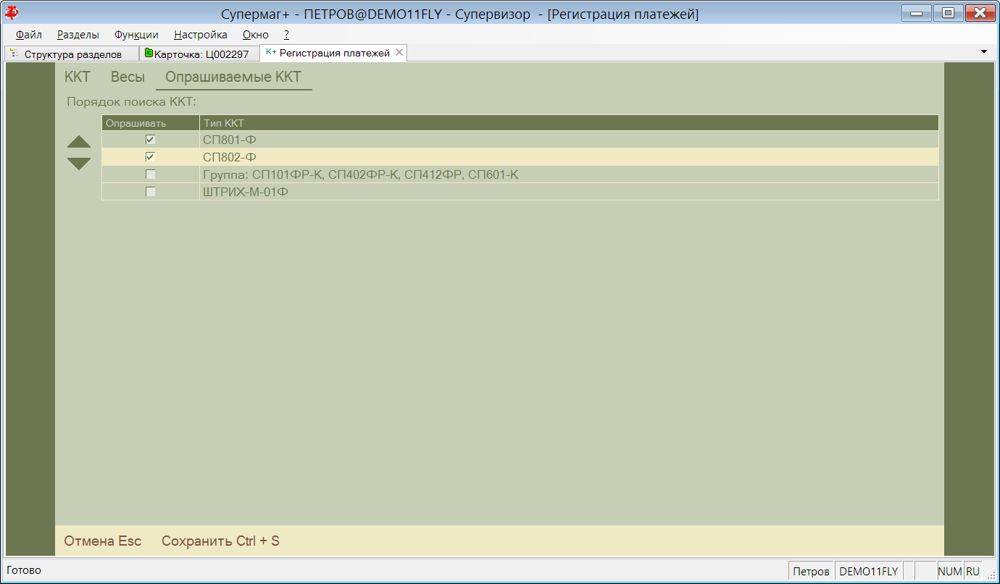 Супермаг+ - ПЕТРОВ@DEMO11FLY - Супервизор - [Регистрация платежей]
Файл Разделы Функции Настройка Окно ?
Структура разделов Карточка: Ц002297 K+ Регистрация платежей
ККТ Весы Опрашиваемые ККТ
Порядок поиска ККТ:
Опрашивать Тип ККТ
СП801-Ф
СП802-Ф
Группа: СП101ФР-К, СП402ФР-К, СП412ФР, СП601-К
ШТРИХ-М-01Ф
Отмена Esc Сохранить Ctrl + S
Готово Петров DEMO11FLY NUM RU